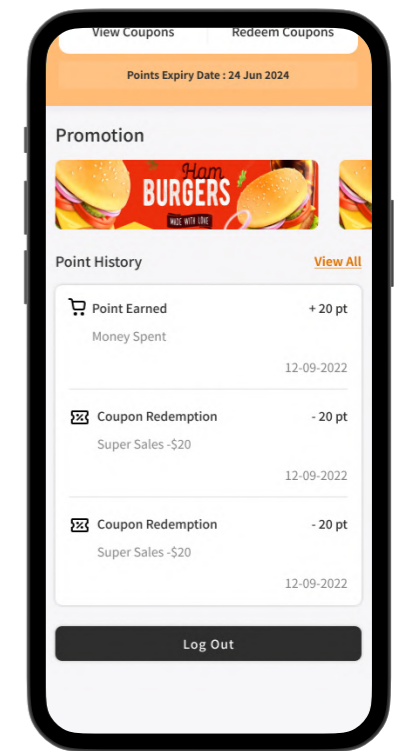 View Coupons Redeem Coupons
Points Expiry Date : 24 Jun 2024
Promotion
Ham
BURGERS
MADE WITH LOVE
Point History View All
Point Earned + 20 pt
Money Spent
12-09-2022
Coupon Redemption - 20 pt
Super Sales -$20
12-09-2022
Coupon Redemption - 20 pt
Super Sales -$20
12-09-2022
Log Out